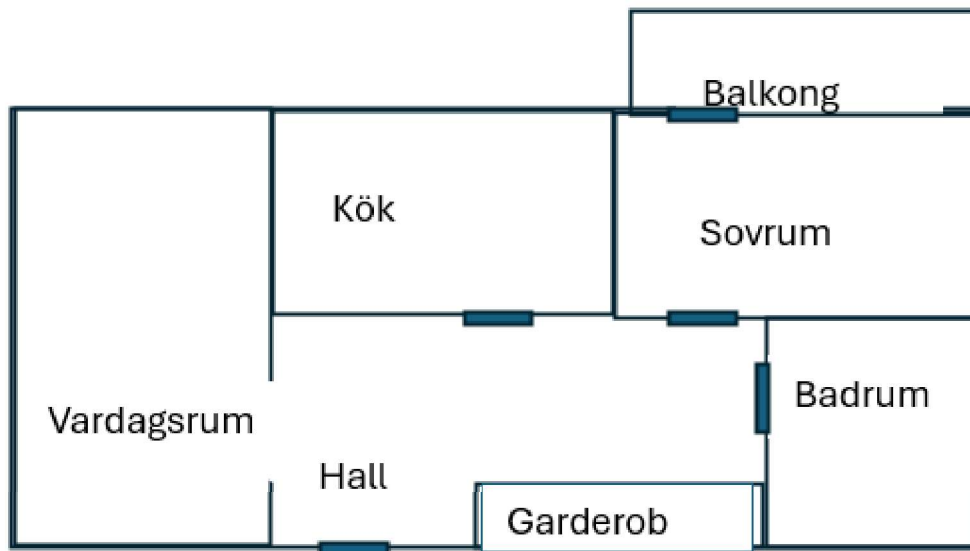 Balkong
Kök
Sovrum
Vardagsrum
Badrum
Hall
Garderob